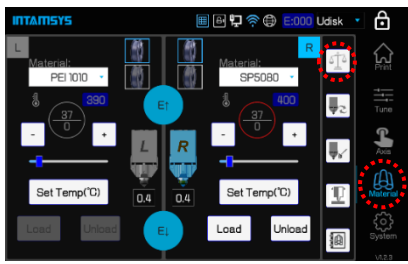 INTAMSYS E:000 Udisk
L R
Material: Material:
PEI 1010 SP5080
390 400
37 37
0 0
E↑
- + - +
L R
Set Temp(℃) 0.4 0.4 Set Temp(℃)
Load Unload Load Unload
E↓
Print
Tune
Axis
Material
System
V1.2.3